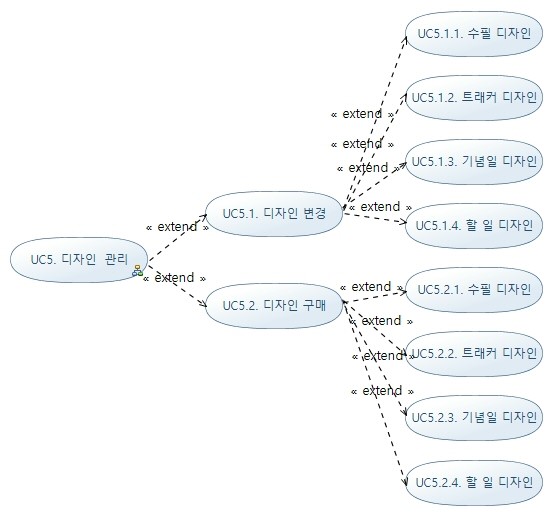 UC5.1.1. 수필 디자인
« extend »
UC5.1.2. 트래커 디자인
« extend »
UC5.1.3. 기념일 디자인
« extend »
UC5.1. 디자인 변경
« extend »
UC5.1.4. 할 일 디자인
« extend »
UC5. 디자인 관리
« extend »
UC5.2. 디자인 구매
« extend »
UC5.2.1. 수필 디자인
« extend »
UC5.2.2. 트래커 디자인
« extend »
UC5.2.3. 기념일 디자인
« extend »
UC5.2.4. 할 일 디자인